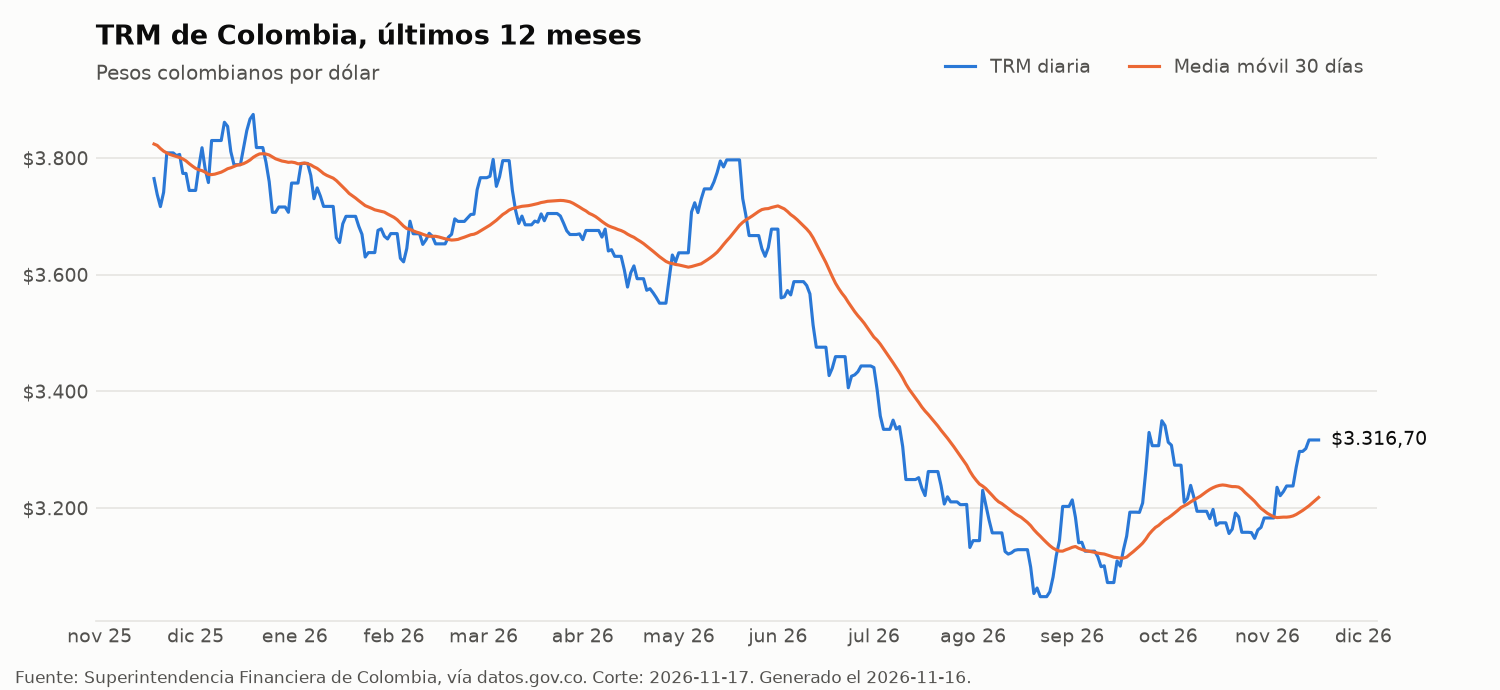 TRM de Colombia, últimos 12 meses
Pesos colombianos por dólar
TRM diaria
Media móvil 30 días
$3.800
$3.600
$3.400
$3.200
$3.316,70
nov 25
dic 25
ene 26
feb 26
mar 26
abr 26
may 26
jun 26
jul 26
ago 26
sep 26
oct 26
nov 26
dic 26
Fuente: Superintendencia Financiera de Colombia, vía datos.gov.co. Corte: 2026-11-17. Generado el 2026-11-16.